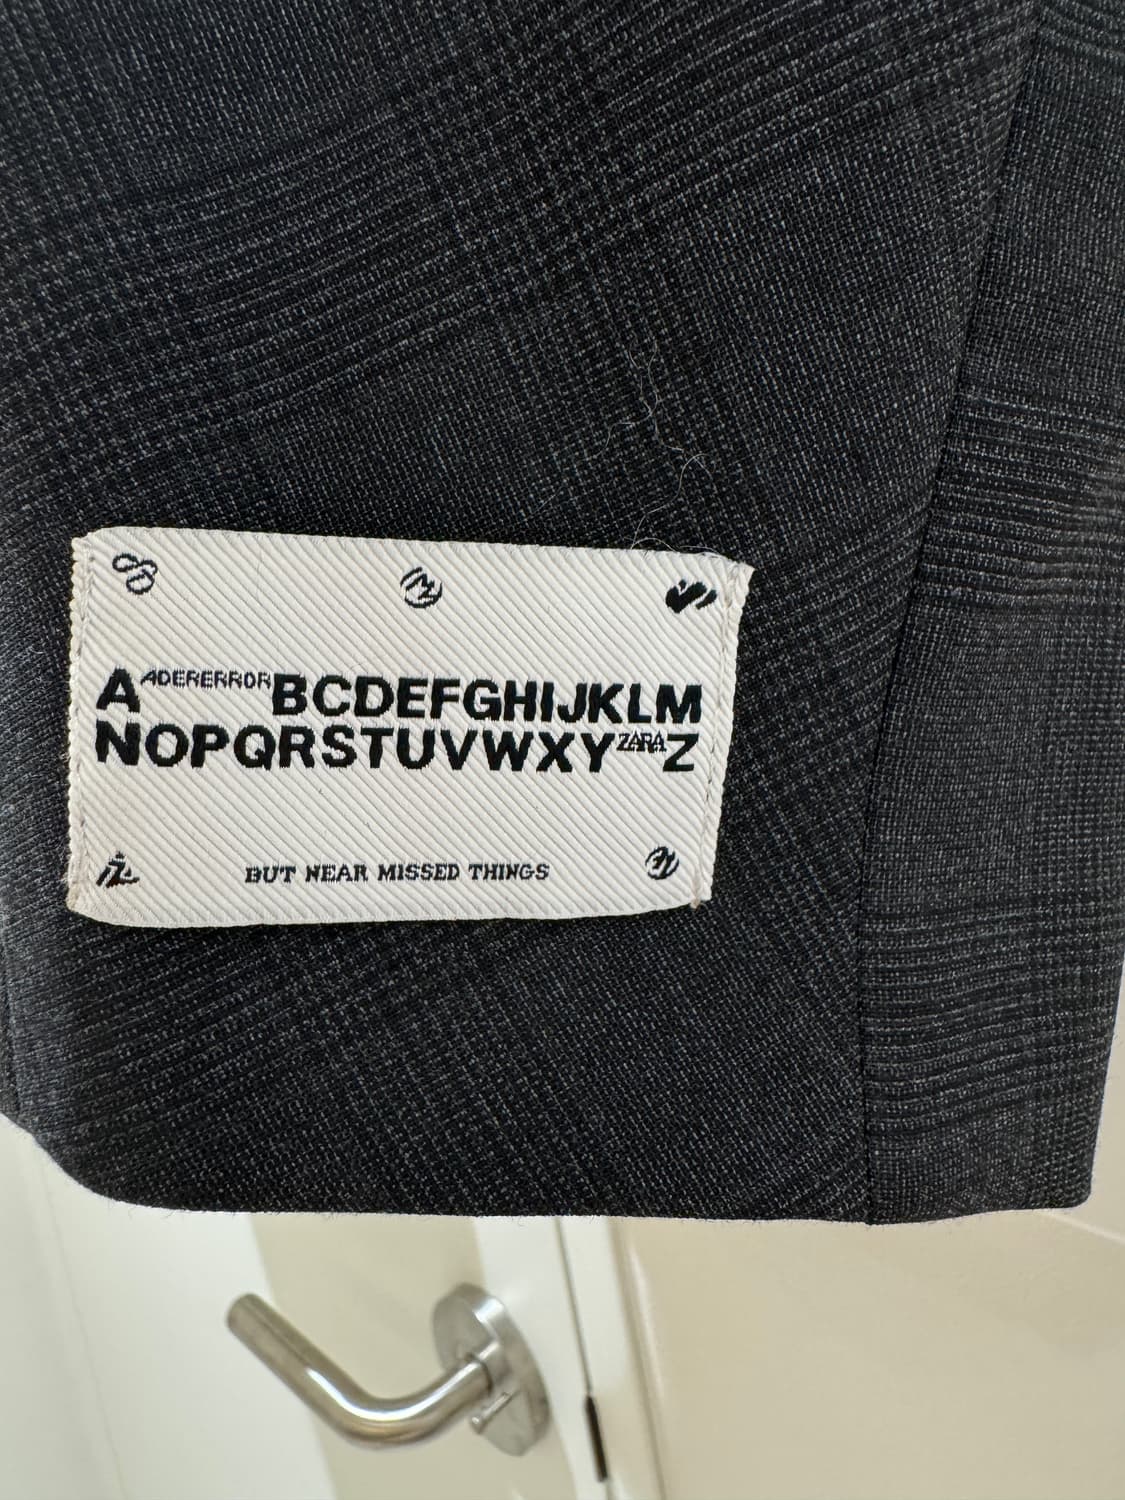 A ADERERROR BCDEFGHIJKLM
NOPQRSTUVWXY ZARA Z
BUT NEAR MISSED THINGS